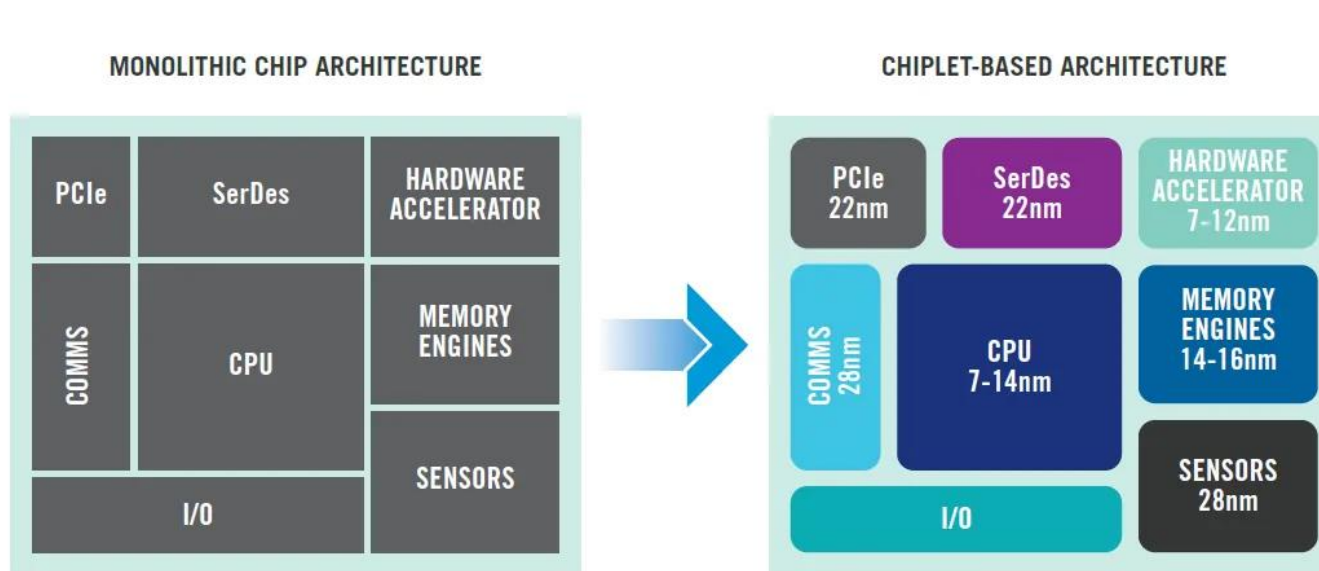 MONOLITHIC CHIP ARCHITECTURE
PCIe
SerDes
HARDWARE
ACCELERATOR
COMMS
CPU
MEMORY
ENGINES
SENSORS
I/O
CHIPLET-BASED ARCHITECTURE
PCIe
22nm
SerDes
22nm
HARDWARE
ACCELERATOR
7-12nm
COMMS
28nm
CPU
7-14nm
MEMORY
ENGINES
14-16nm
SENSORS
28nm
I/O